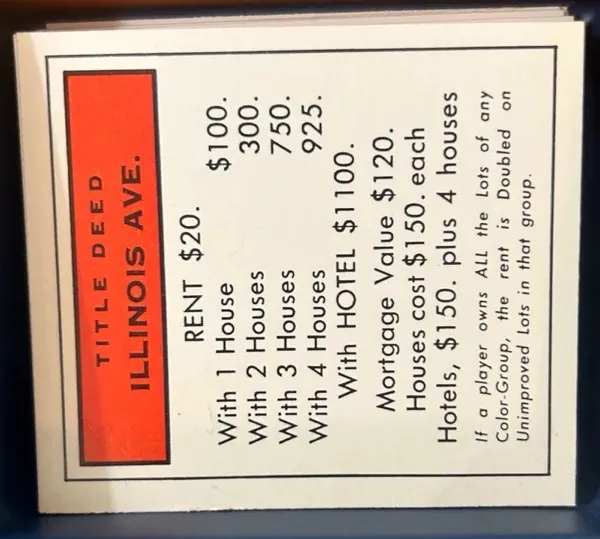 TITLE DEED
ILLINOIS AVE.
RENT $20.
With 1 House $100.
With 2 Houses 300.
With 3 Houses 750.
With 4 Houses 925.
With HOTEL $1100.
Mortgage Value $120.
Houses cost $150. each
Hotels, $150. plus 4 houses
If a player owns ALL the Lots of any
Color-Group, the rent is Doubled on
Unimproved Lots in that group.